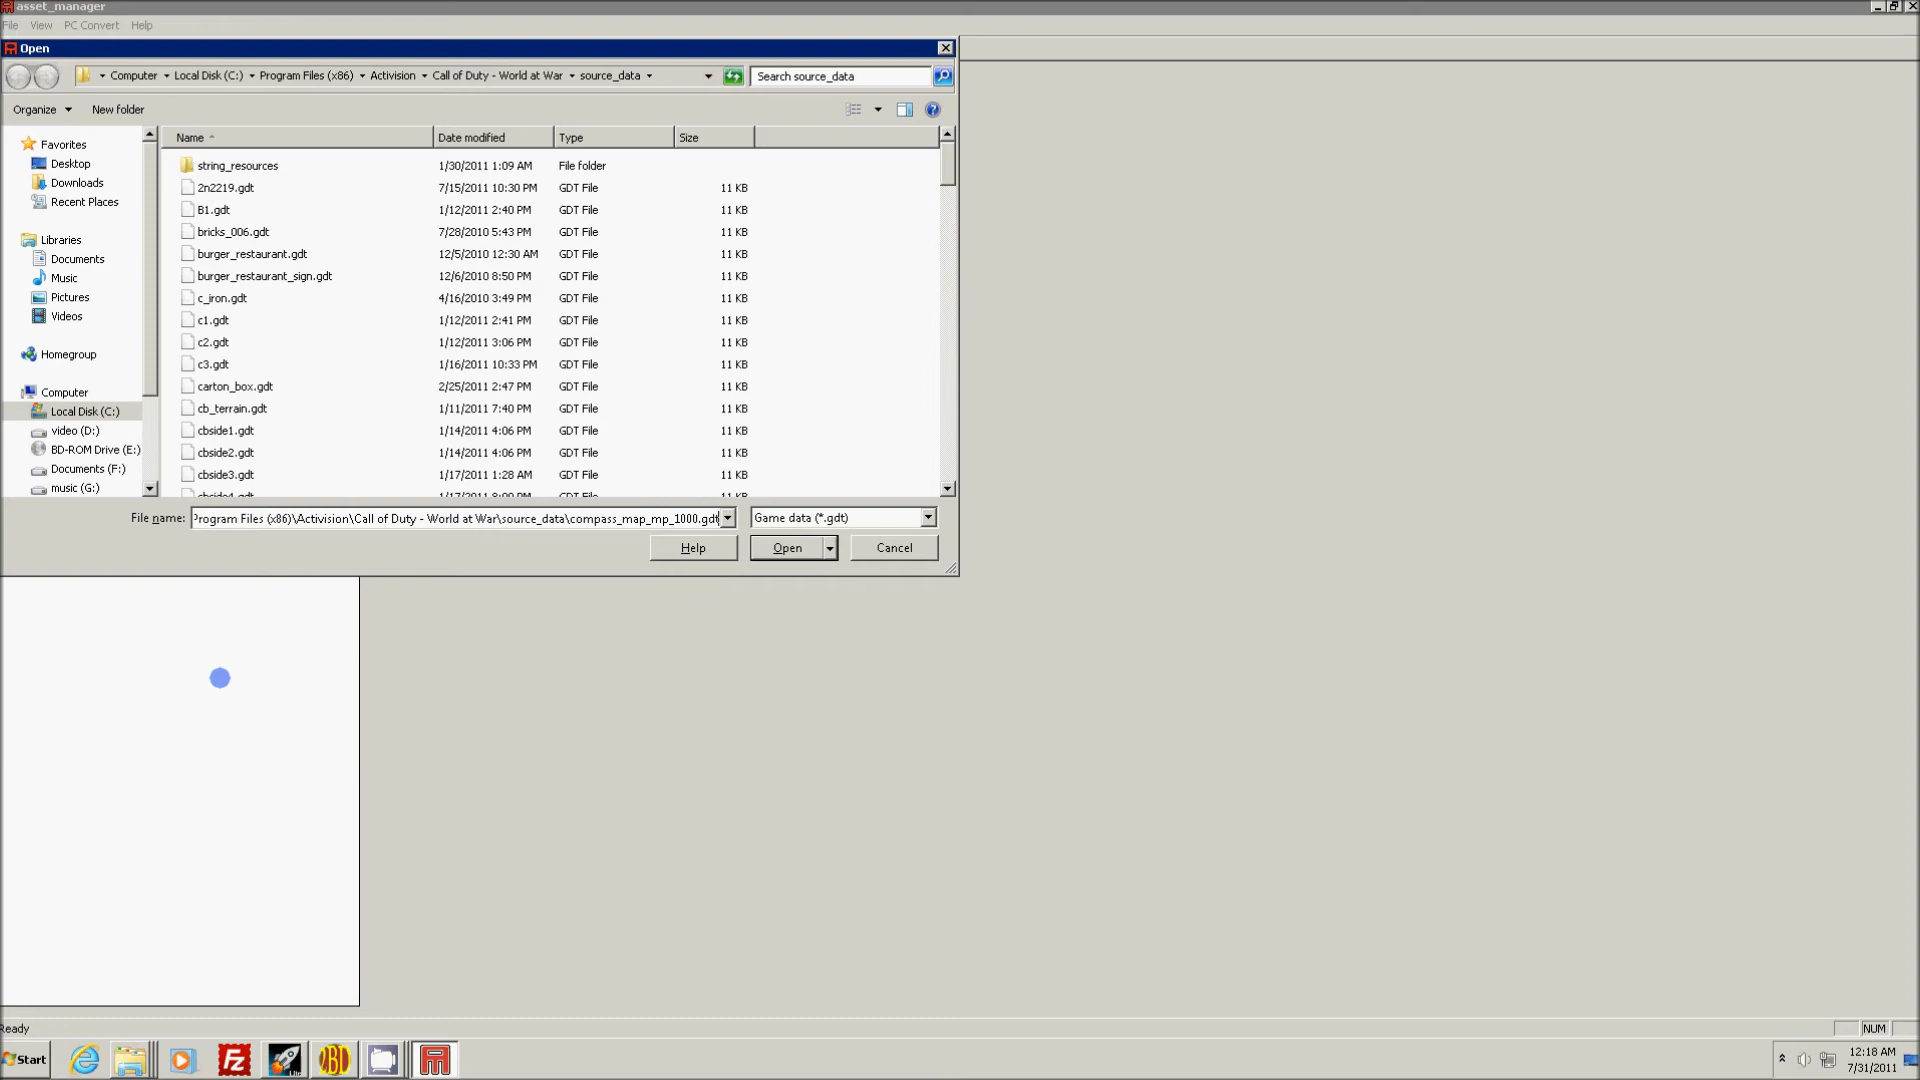 asset_manager
File View PC Convert Help
Open
Computer Local Disk (C:) Program Files (x86) Activision Call of Duty - World at War source_data
Search source_data
Organize New folder
Name Date modified Type Size
Favorites
Desktop
Downloads
Recent Places
Libraries
Documents
Music
Pictures
Videos
Homegroup
Computer
Local Disk (C:)
video (D:)
BD-ROM Drive (E:)
Documents (F:)
music (G:)
string_resources 1/30/2011 1:09 AM File folder
2n2219.gdt 7/15/2011 10:30 PM GDT File 11 KB
B1.gdt 1/12/2011 2:40 PM GDT File 11 KB
bricks_006.gdt 7/28/2010 5:43 PM GDT File 11 KB
burger_restaurant.gdt 12/5/2010 12:30 AM GDT File 11 KB
burger_restaurant_sign.gdt 12/6/2010 8:50 PM GDT File 11 KB
c_iron.gdt 4/16/2010 3:49 PM GDT File 11 KB
c1.gdt 1/12/2011 2:41 PM GDT File 11 KB
c2.gdt 1/12/2011 3:06 PM GDT File 11 KB
c3.gdt 1/16/2011 10:33 PM GDT File 11 KB
carton_box.gdt 2/25/2011 2:47 PM GDT File 11 KB
cb_terrain.gdt 1/11/2011 7:40 PM GDT File 11 KB
cbside1.gdt 1/14/2011 4:06 PM GDT File 11 KB
cbside2.gdt 1/14/2011 4:06 PM GDT File 11 KB
cbside3.gdt 1/17/2011 1:28 AM GDT File 11 KB
File name: Program Files (x86)\Activision\Call of Duty - World at War\source_data\compass_map_mp_1000.gdt Game data (*.gdt)
Help Open Cancel
Ready
NUM
Start
12:18 AM
7/31/2011